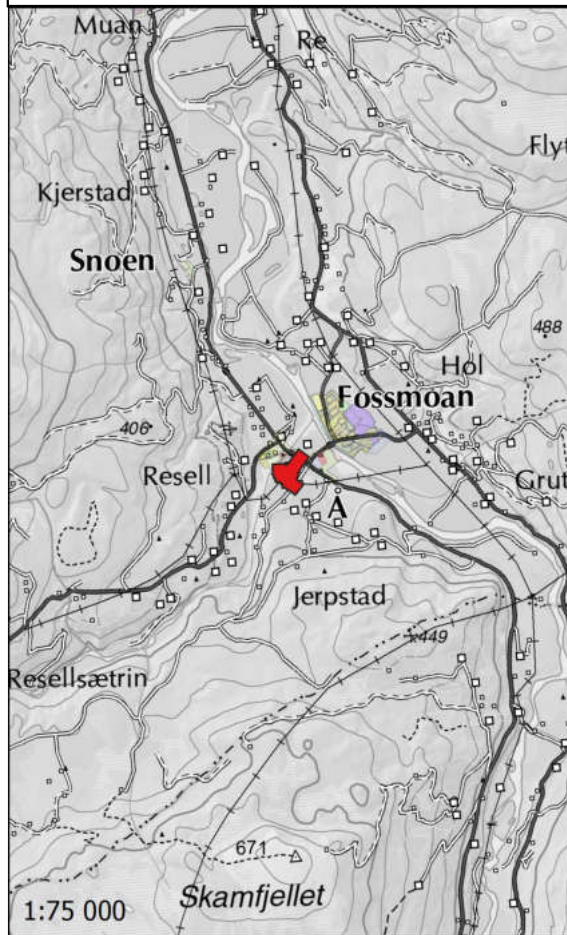 Muan
Re
Flyt
Kjerstad
Snoen
488
Hol
Fossmoan
406
Resell
Grut
Å
Jerpstad
449
Resellsætrin
671
Skamfjellet
1:75 000